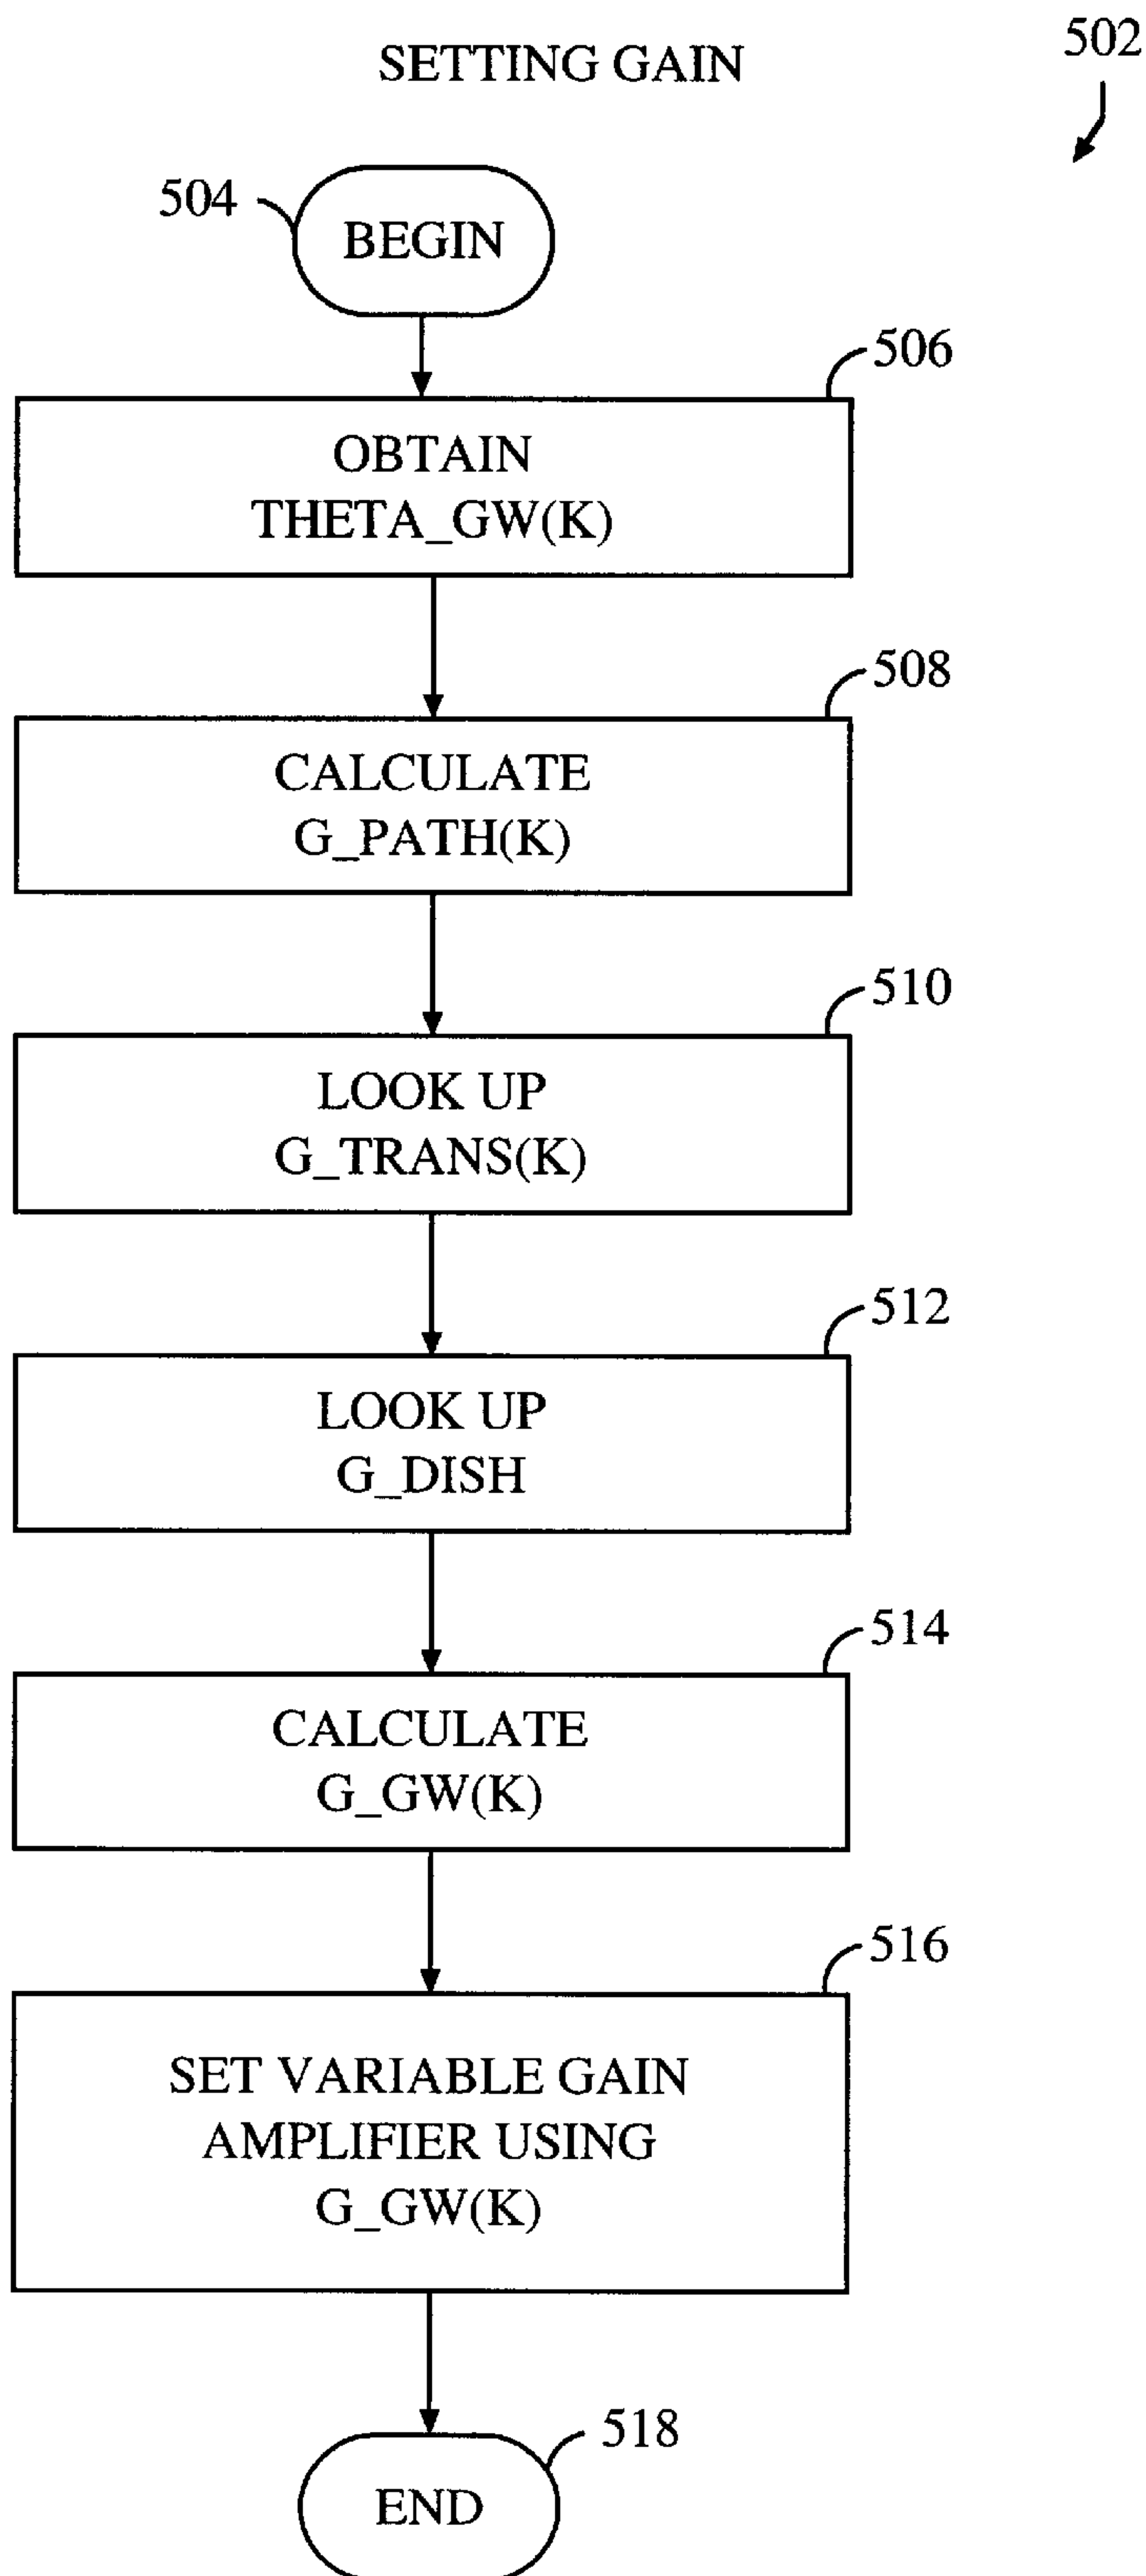 SETTING GAIN
502
504
BEGIN
506
OBTAIN
THETA_GW(K)
508
CALCULATE
G_PATH(K)
510
LOOK UP
G_TRANS(K)
512
LOOK UP
G_DISH
514
CALCULATE
G_GW(K)
516
SET VARIABLE GAIN
AMPLIFIER USING
G_GW(K)
518
END